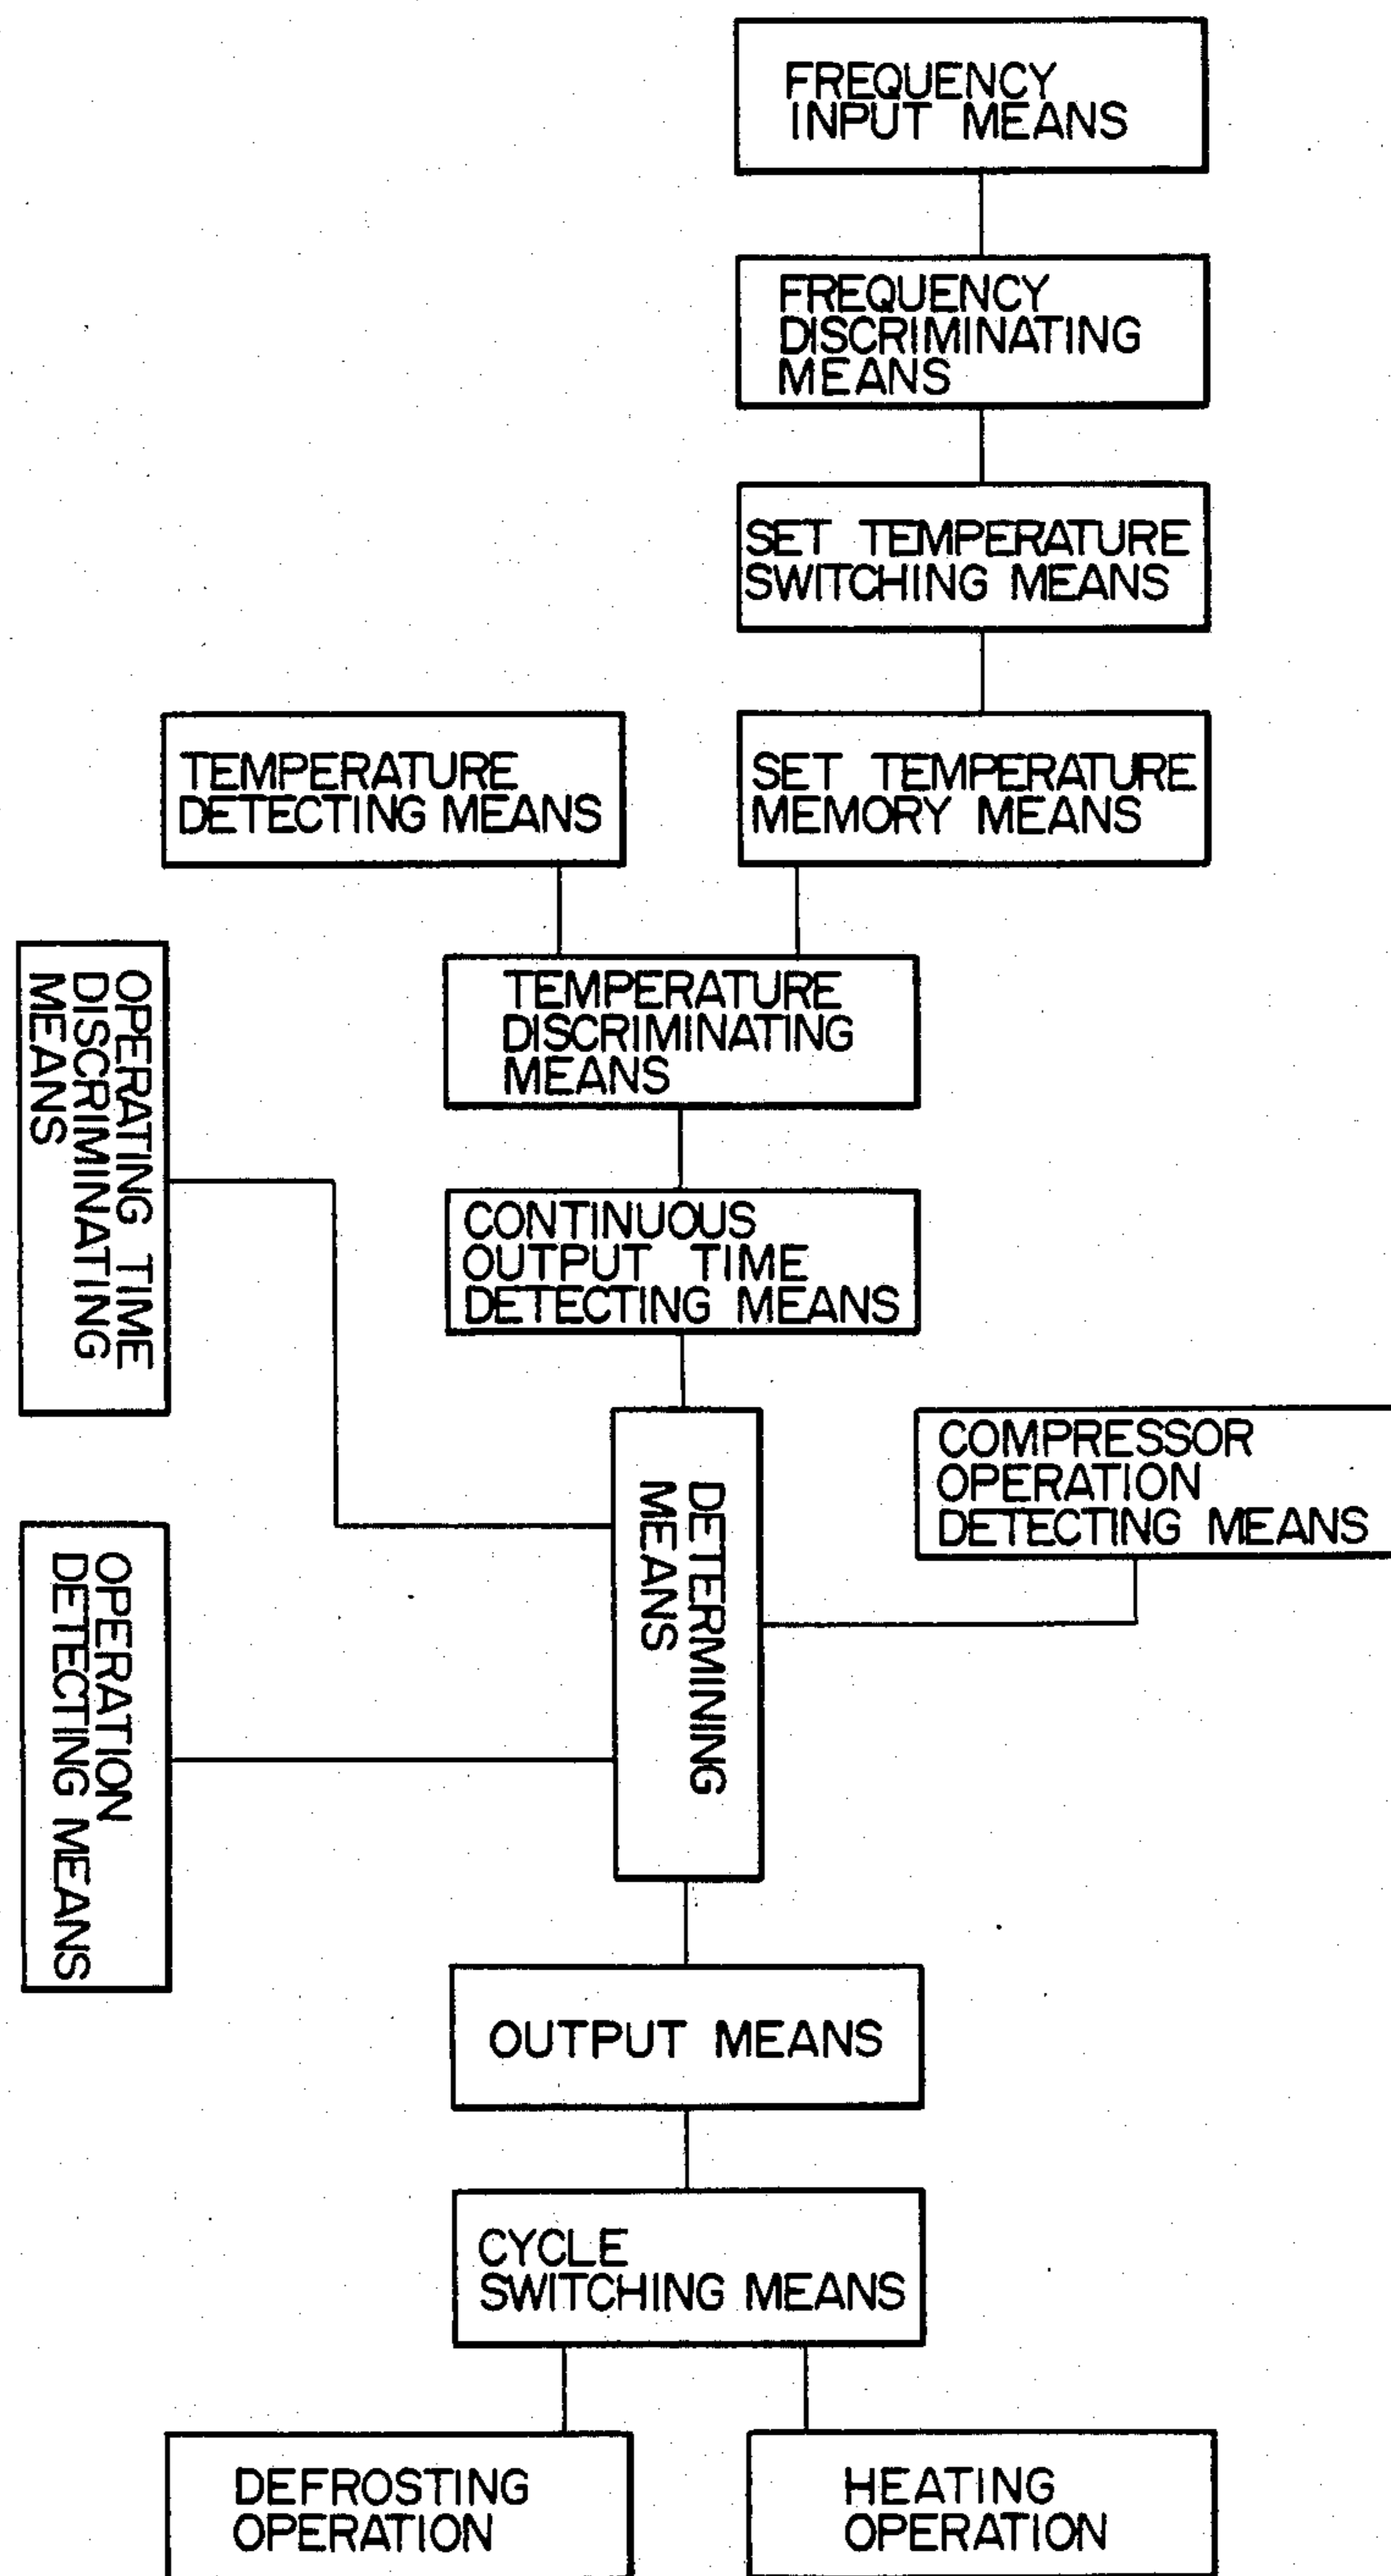 FREQUENCY
INPUT MEANS
FREQUENCY
DISCRIMINATING
MEANS
SET TEMPERATURE
SWITCHING MEANS
TEMPERATURE
DETECTING MEANS
SET TEMPERATURE
MEMORY MEANS
OPERATING TIME
DISCRIMINATING
MEANS
TEMPERATURE
DISCRIMINATING
MEANS
CONTINUOUS
OUTPUT TIME
DETECTING MEANS
COMPRESSOR
OPERATION
DETECTING MEANS
DETERMINING
MEANS
OPERATION
DETECTING MEANS
OUTPUT MEANS
CYCLE
SWITCHING MEANS
DEFROSTING
OPERATION
HEATING
OPERATION